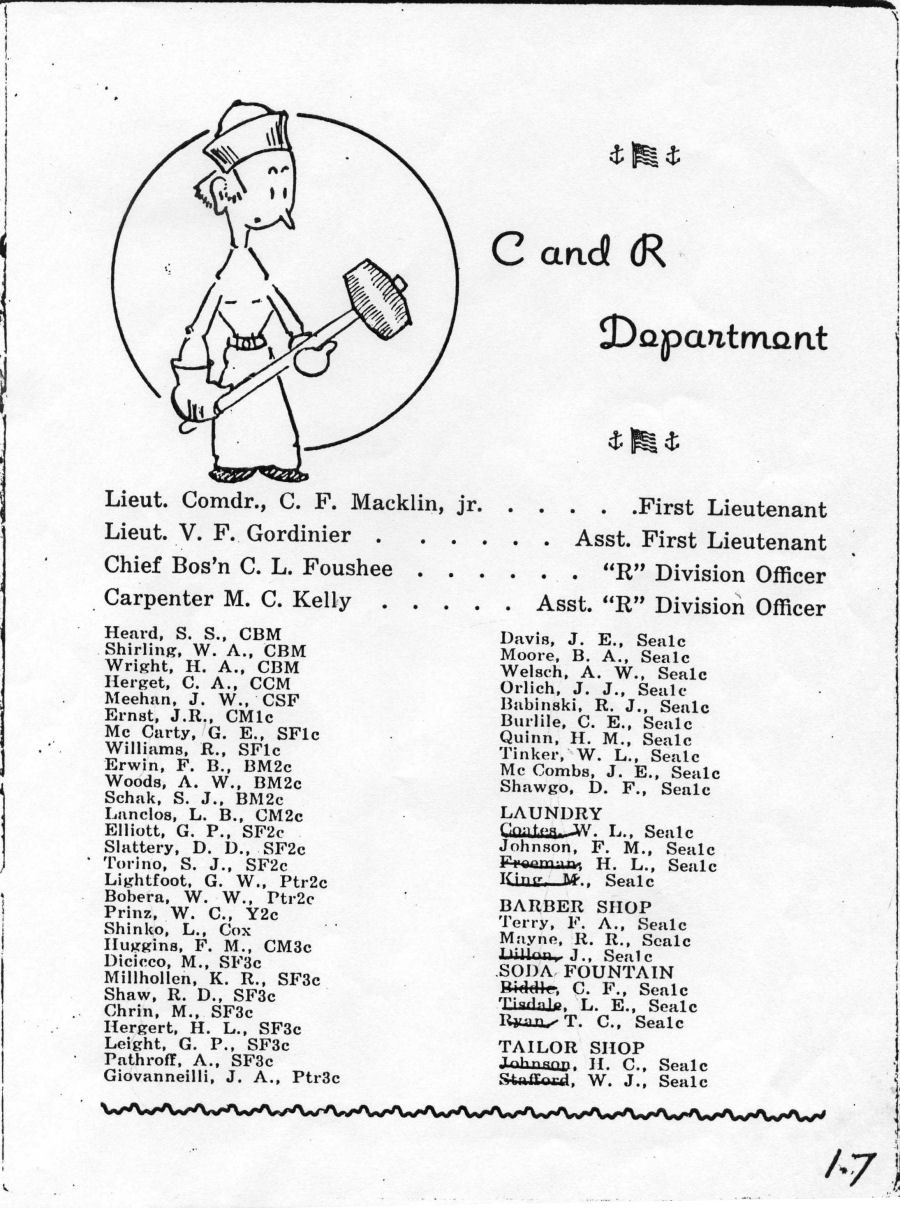 C and R
Department
Lieut. Comdr., C. F. Macklin, jr. . . . . . .First Lieutenant
Lieut. V. F. Gordinier . . . . . . Asst. First Lieutenant
Chief Bos'n C. L. Foushee . . . . . . "R" Division Officer
Carpenter M. C. Kelly . . . . . Asst. "R" Division Officer
Heard, S. S., CBM
Shirling, W. A., CBM
Wright, H. A., CBM
Herget, C. A., CCM
Meehan, J. W., CSF
Ernst, J.R., CM1c
Mc Carty, G. E., SF1c
Williams, R., SF1c
Erwin, F. B., BM2c
Woods, A. W., BM2c
Schak, S. J., BM2c
Lanclos, L. B., CM2c
Elliott, G. P., SF2c
Slattery, D. D., SF2c
Torino, S. J., SF2c
Lightfoot, G. W., Ptr2c
Bobera, W. W., Ptr2c
Prinz, W. C., Y2c
Shinko, L., Cox
Huggins, F. M., CM3c
Dicicco, M., SF3c
Millhollen, K. R., SF3c
Shaw, R. D., SF3c
Chrin, M., SF3c
Hergert, H. L., SF3c
Leight, G. P., SF3c
Pathroff, A., SF3c
Giovanneilli, J. A., Ptr3c
Davis, J. E., Sea1c
Moore, B. A., Sea1c
Welsch, A. W., Sea1c
Orlich, J. J., Sea1c
Babinski, R. J., Sea1c
Burlile, C. E., Sea1c
Quinn, H. M., Sea1c
Tinker, W. L., Sea1c
Mc Combs, J. E., Sea1c
Shawgo, D. F., Sea1c
LAUNDRY
Coates, W. L., Sea1c
Johnson, F. M., Sea1c
Freeman, H. L., Sea1c
King, M., Sea1c
BARBER SHOP
Terry, F. A., Sea1c
Mayne, R. R., Sea1c
Dillon, J., Sea1c
SODA FOUNTAIN
Biddle, C. F., Sea1c
Tisdale, L. E., Sea1c
Ryan, T. C., Sea1c
TAILOR SHOP
Johnson, H. C., Sea1c
Stafford, W. J., Sea1c
1.7